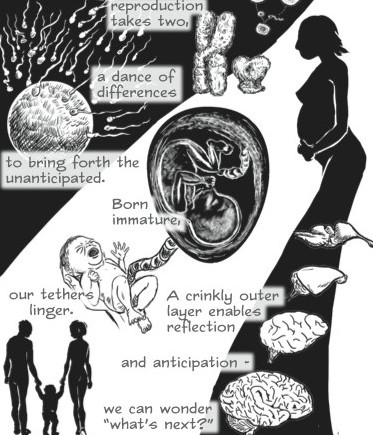 reproduction
takes two,
a dance of
differences
to bring forth the
unanticipated.
Born
immature,
our tethers
linger.
A crinkly outer
layer enables
reflection
and anticipation -
we can wonder
"what's next?"